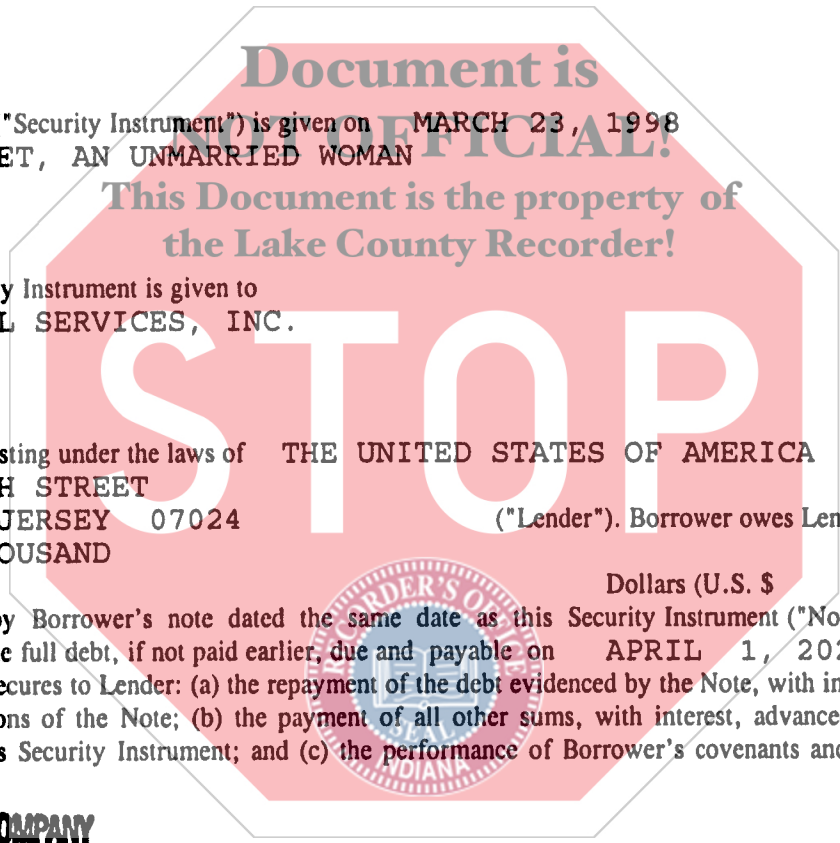 Document is
"Security Instrument") is given on MARCH 23, 1998
NOT OFFICIAL!
ET, AN UNMARRIED WOMAN
This Document is the property of
the Lake County Recorder!
y Instrument is given to
L SERVICES, INC.
STOP
sting under the laws of THE UNITED STATES OF AMERICA
H STREET
JERSEY 07024 ("Lender"). Borrower owes Len
OUSAND
Dollars (U.S. $
RECORDER'S OFFICE
by Borrower's note dated the same date as this Security Instrument ("No
e full debt, if not paid earlier, due and payable on APRIL 1, 202
ecures to Lender: (a) the repayment of the debt evidenced by the Note, with in
ons of the Note; (b) the payment of all other sums, with interest, advance
SEAL
s Security Instrument; and (c) the performance of Borrower's covenants and
INDIANA
OMPANY